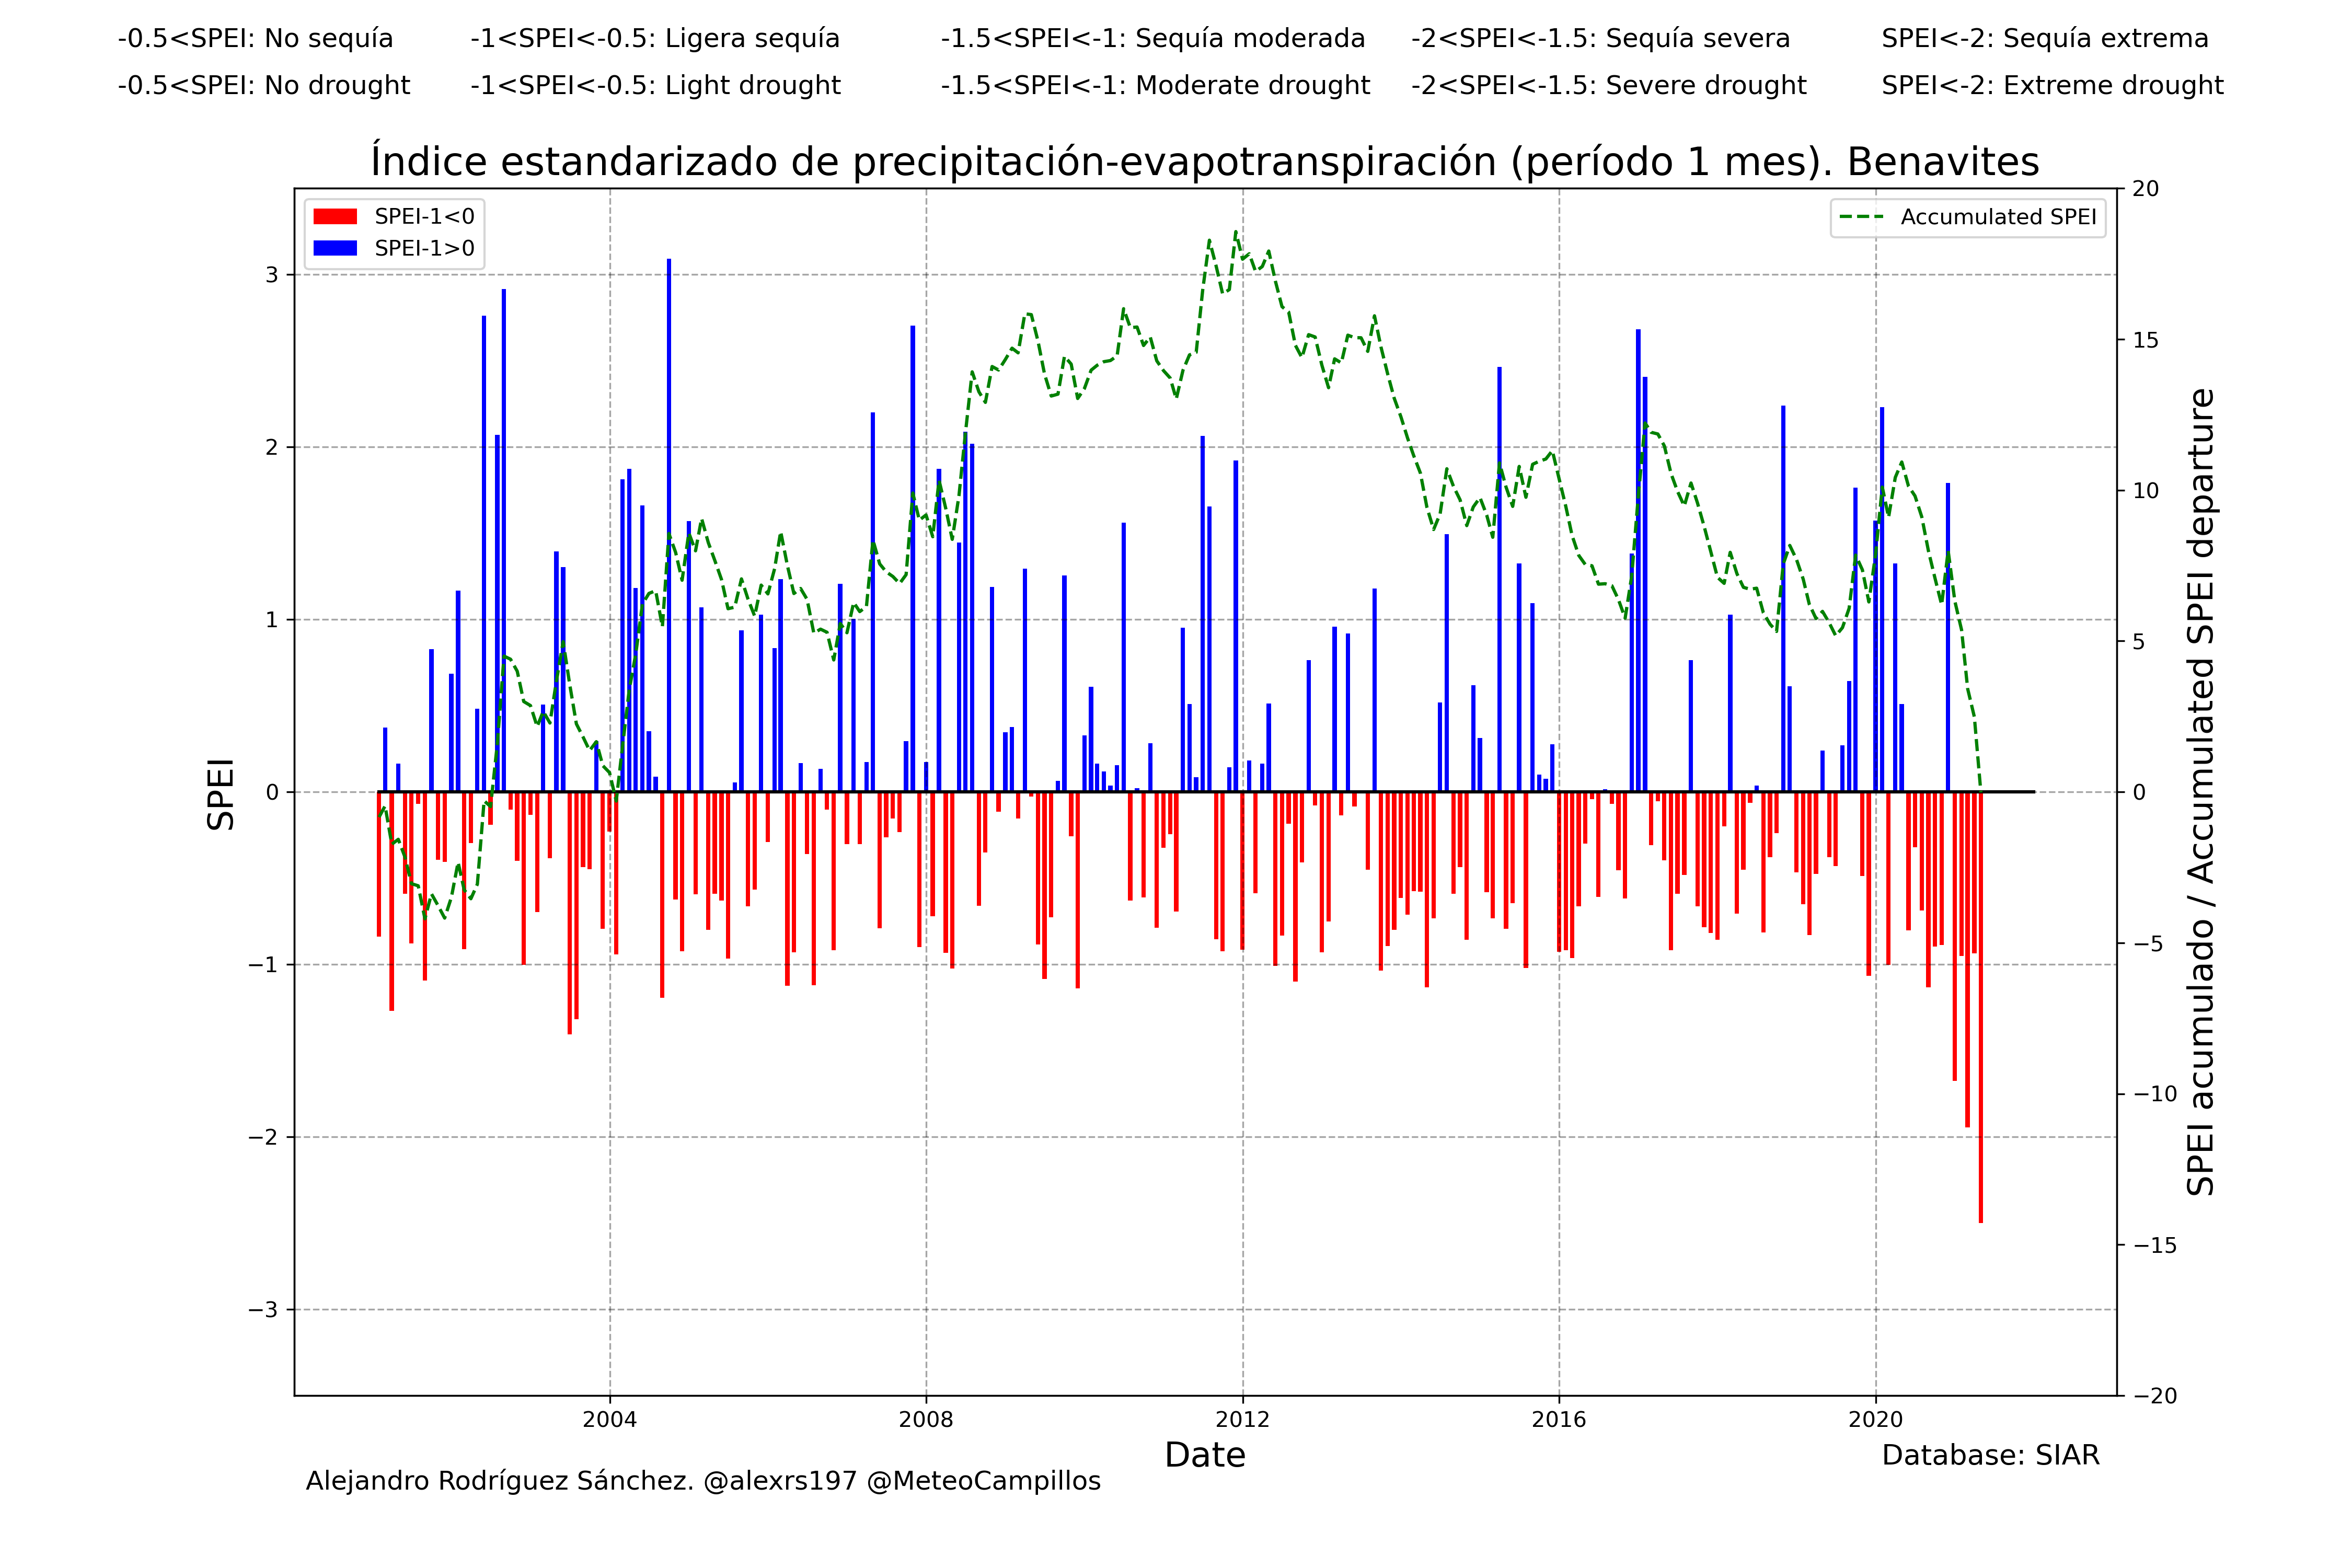 -0.5<SPEI: No sequía -1<SPEI<-0.5: Ligera sequía -1.5<SPEI<-1: Sequía moderada -2<SPEI<-1.5: Sequía severa SPEI<-2: Sequía extrema
-0.5<SPEI: No drought -1<SPEI<-0.5: Light drought -1.5<SPEI<-1: Moderate drought -2<SPEI<-1.5: Severe drought SPEI<-2: Extreme drought
Índice estandarizado de precipitación-evapotranspiración (período 1 mes). Benavites
SPEI-1<0
SPEI-1>0
Accumulated SPEI
SPEI
3
2
1
0
−1
−2
−3
20
15
10
5
0
−5
−10
−15
−20
SPEI acumulado / Accumulated SPEI departure
2004 2008 2012 2016 2020
Date
Database: SIAR
Alejandro Rodríguez Sánchez. @alexrs197 @MeteoCampillos